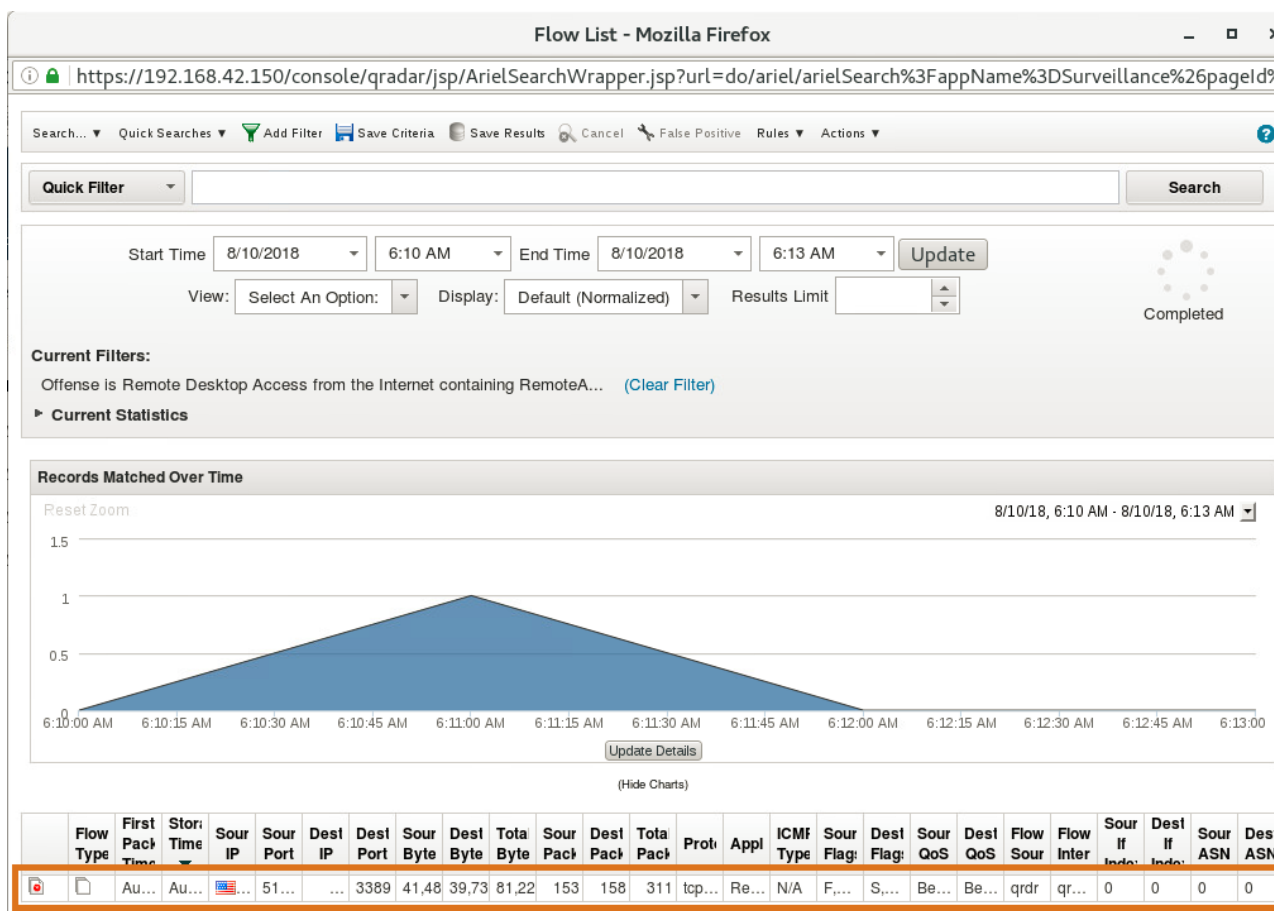 Flow List - Mozilla Firefox
https://192.168.42.150/console/qradar/jsp/ArielSearchWrapper.jsp?url=do/ariel/arielSearch%3FappName%3DSurveillance%26pageId%
Search... Quick Searches Add Filter Save Criteria Save Results Cancel False Positive Rules Actions
Quick Filter Search
Start Time 8/10/2018 6:10 AM End Time 8/10/2018 6:13 AM Update
View: Select An Option: Display: Default (Normalized) Results Limit
Completed
Current Filters:
Offense is Remote Desktop Access from the Internet containing RemoteA... (Clear Filter)
Current Statistics
Records Matched Over Time
Reset Zoom 8/10/18, 6:10 AM - 8/10/18, 6:13 AM
1.5
1
0.5
0
6:10:00 AM 6:10:15 AM 6:10:30 AM 6:10:45 AM 6:11:00 AM 6:11:15 AM 6:11:30 AM 6:11:45 AM 6:12:00 AM 6:12:15 AM 6:12:30 AM 6:12:45 AM 6:13:00
Update Details
(Hide Charts)
Flow Type First Pack Time Stora Time Sour IP Sour Port Dest IP Dest Port Sour Byte Dest Byte Tota Byte Sour Pack Dest Pack Tota Pack Proto Appl ICMP Type Sour Flag Dest Flag Sour QoS Dest QoS Flow Sour Flow Inter Sour If Inde Dest If Inde Sour ASN Des ASN
Au... Au... ... 51... ... 3389 41,48 39,73 81,22 153 158 311 tcp... Re... N/A F,... S,... Be... Be... qrdr qr... 0 0 0 0